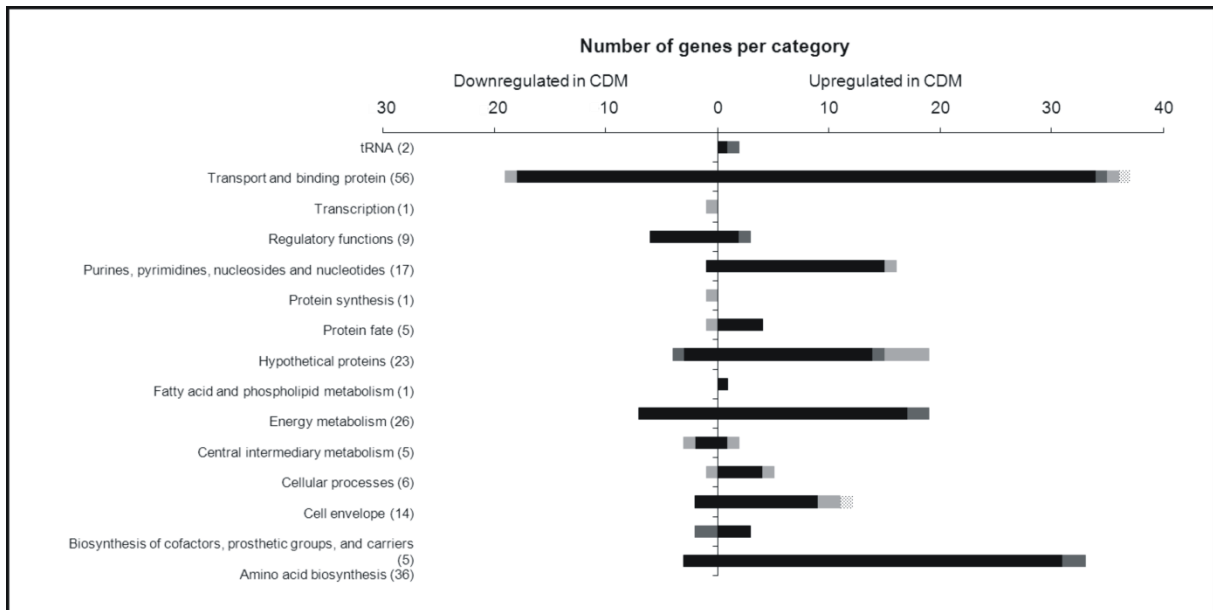 Number of genes per category
Downregulated in CDM Upregulated in CDM
30 20 10 0 10 20 30 40
tRNA (2)
Transport and binding protein (56)
Transcription (1)
Regulatory functions (9)
Purines, pyrimidines, nucleosides and nucleotides (17)
Protein synthesis (1)
Protein fate (5)
Hypothetical proteins (23)
Fatty acid and phospholipid metabolism (1)
Energy metabolism (26)
Central intermediary metabolism (5)
Cellular processes (6)
Cell envelope (14)
Biosynthesis of cofactors, prosthetic groups, and carriers
(5)
Amino acid biosynthesis (36)